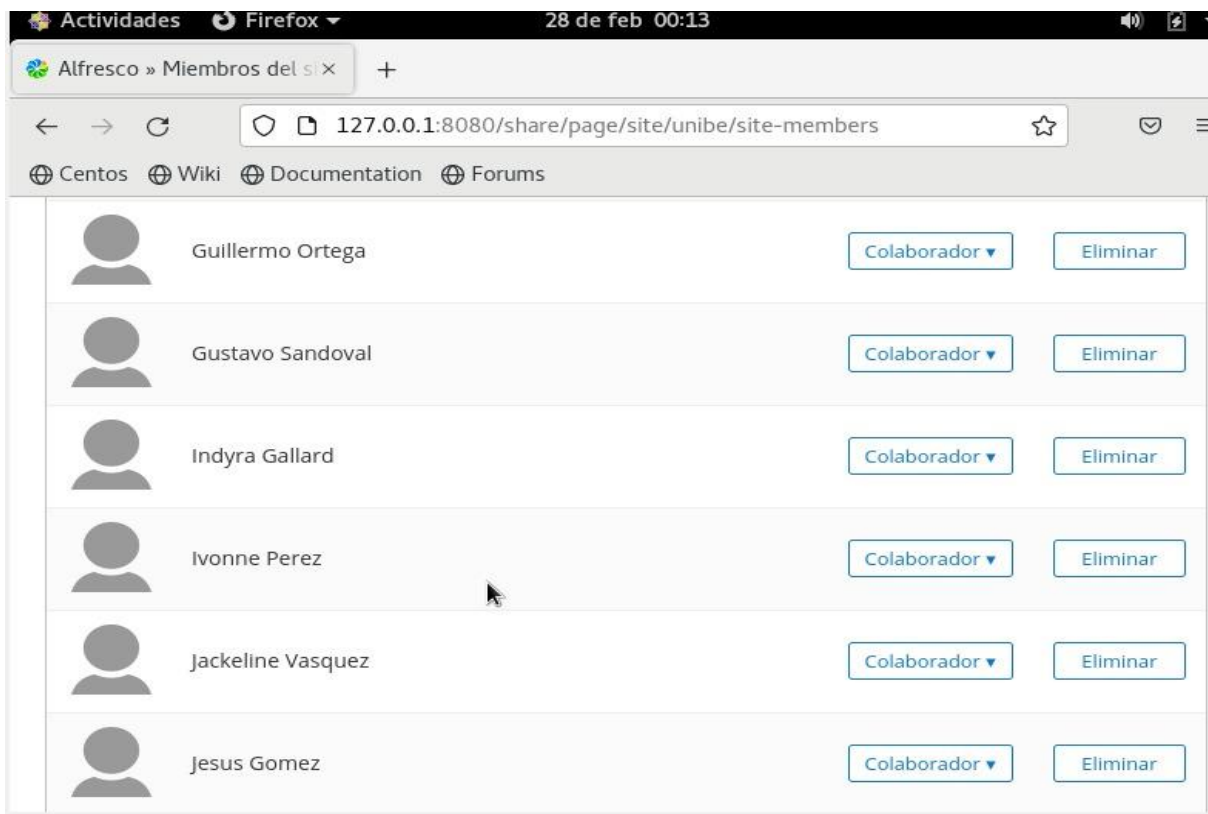 Actividades Firefox ▾ 28 de feb 00:13
Alfresco » Miembros del s × +
127.0.0.1:8080/share/page/site/unibe/site-members
Centos Wiki Documentation Forums
Guillermo Ortega Colaborador ▾ Eliminar
Gustavo Sandoval Colaborador ▾ Eliminar
Indyra Gallard Colaborador ▾ Eliminar
Ivonne Perez Colaborador ▾ Eliminar
Jackeline Vasquez Colaborador ▾ Eliminar
Jesus Gomez Colaborador ▾ Eliminar